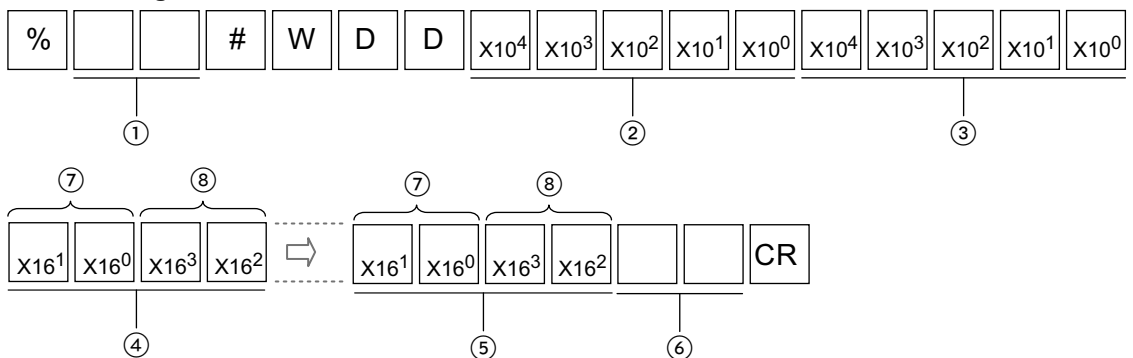 % # W D D X10⁴ X10³ X10² X10¹ X10⁰ X10⁴ X10³ X10² X10¹ X10⁰
① ② ③
⑦ ⑧ ⑦ ⑧
X16¹ X16⁰ X16³ X16² ⇨ X16¹ X16⁰ X16³ X16² CR
④ ⑤ ⑥